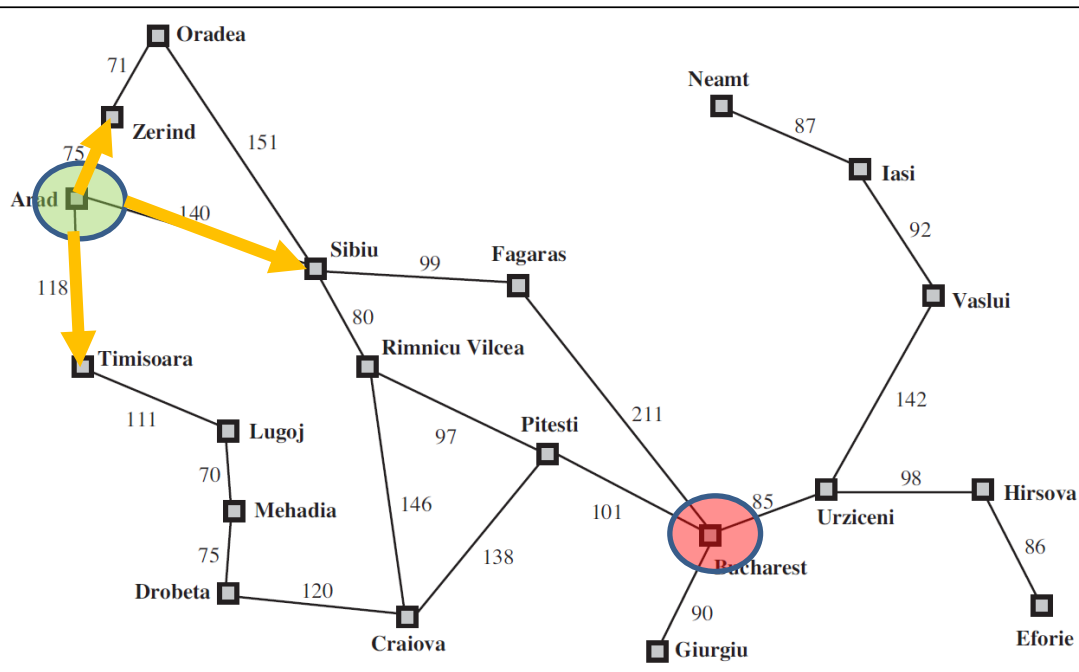 Oradea
71
Neamt
Zerind
87
151
75
Iasi
Arad
140
92
Sibiu
Fagaras
99
118
Vaslui
80
Rimnicu Vilcea
Timisoara
142
211
111
Pitesti
Lugoj
97
70
98
Hirsova
85
Mehadia
146
101
Urziceni
86
75
138
Bucharest
Drobeta
120
90
Craiova
Eforie
Giurgiu